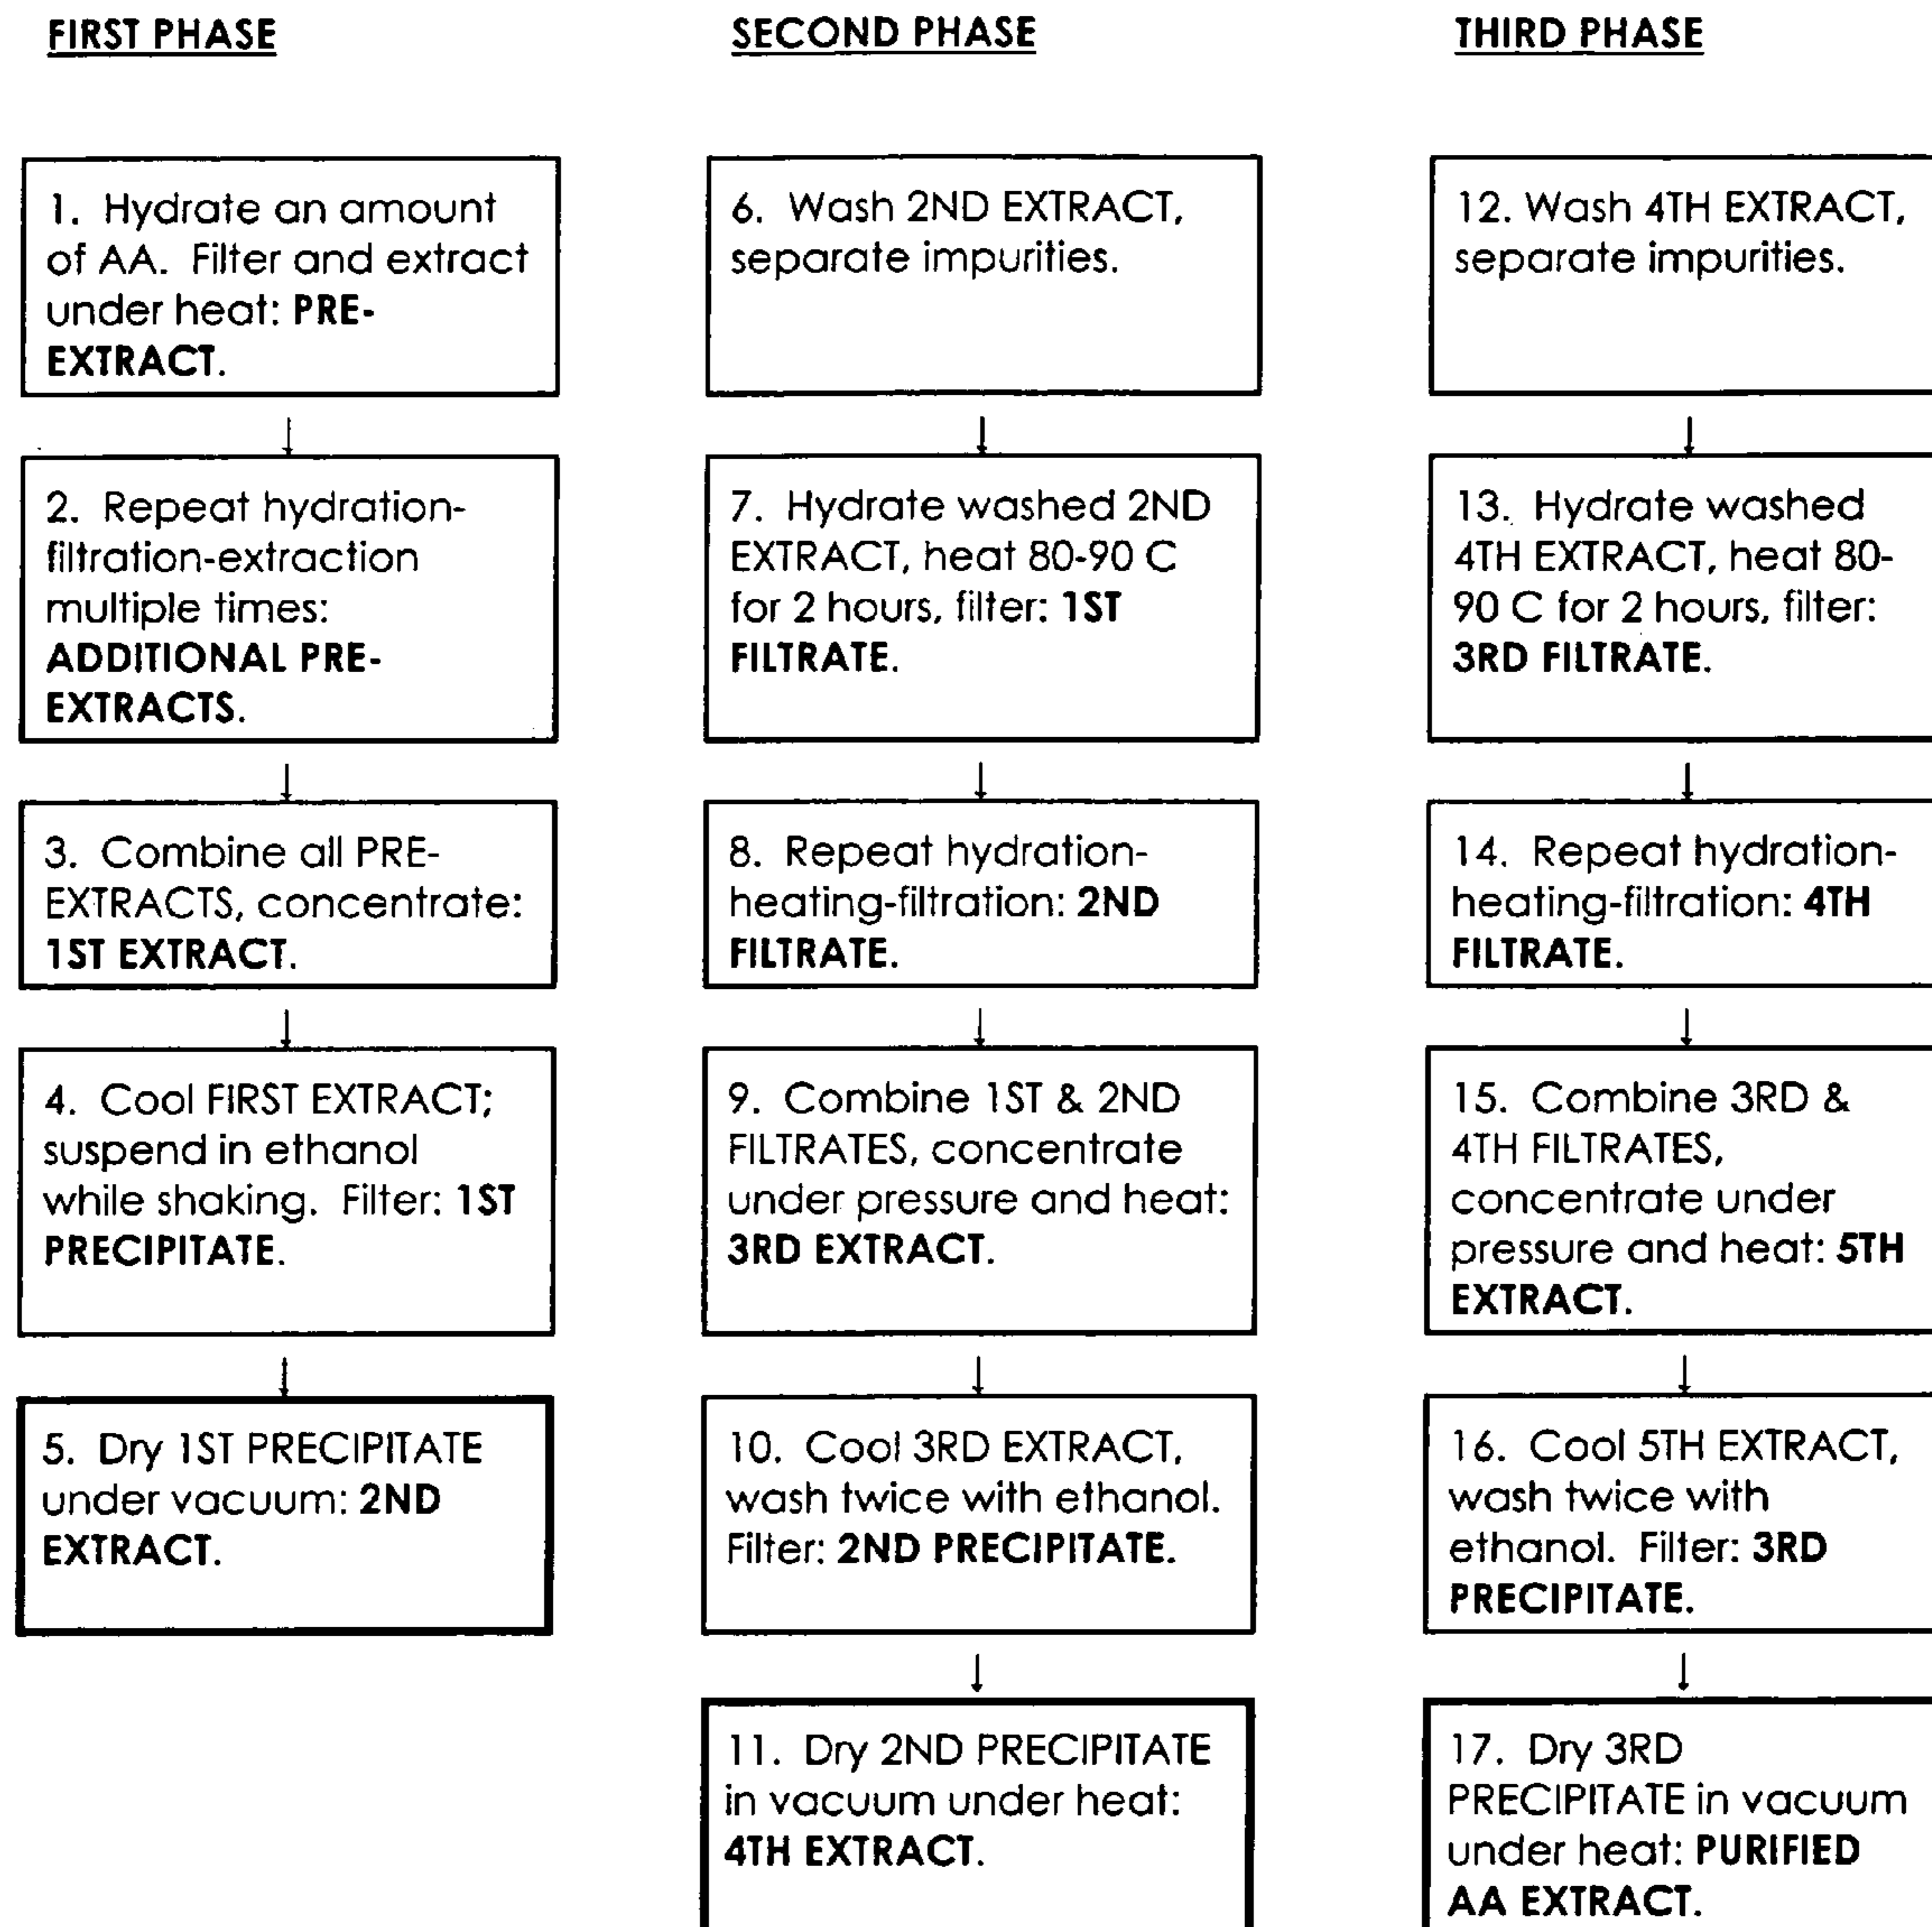 FIRST PHASE
1. Hydrate an amount
of AA. Filter and extract
under heat: PRE-
EXTRACT.
2. Repeat hydration-
filtration-extraction
multiple times:
ADDITIONAL PRE-
EXTRACTS.
3. Combine all PRE-
EXTRACTS, concentrate:
1ST EXTRACT.
4. Cool FIRST EXTRACT;
suspend in ethanol
while shaking. Filter: 1ST
PRECIPITATE.
5. Dry 1ST PRECIPITATE
under vacuum: 2ND
EXTRACT.
SECOND PHASE
6. Wash 2ND EXTRACT,
separate impurities.
7. Hydrate washed 2ND
EXTRACT, heat 80-90 C
for 2 hours, filter: 1ST
FILTRATE.
8. Repeat hydration-
heating-filtration: 2ND
FILTRATE.
9. Combine 1ST & 2ND
FILTRATES, concentrate
under pressure and heat:
3RD EXTRACT.
10. Cool 3RD EXTRACT,
wash twice with ethanol.
Filter: 2ND PRECIPITATE.
11. Dry 2ND PRECIPITATE
in vacuum under heat:
4TH EXTRACT.
THIRD PHASE
12. Wash 4TH EXTRACT,
separate impurities.
13. Hydrate washed
4TH EXTRACT, heat 80-
90 C for 2 hours, filter:
3RD FILTRATE.
14. Repeat hydration-
heating-filtration: 4TH
FILTRATE.
15. Combine 3RD &
4TH FILTRATES,
concentrate under
pressure and heat: 5TH
EXTRACT.
16. Cool 5TH EXTRACT,
wash twice with
ethanol. Filter: 3RD
PRECIPITATE.
17. Dry 3RD
PRECIPITATE in vacuum
under heat: PURIFIED
AA EXTRACT.